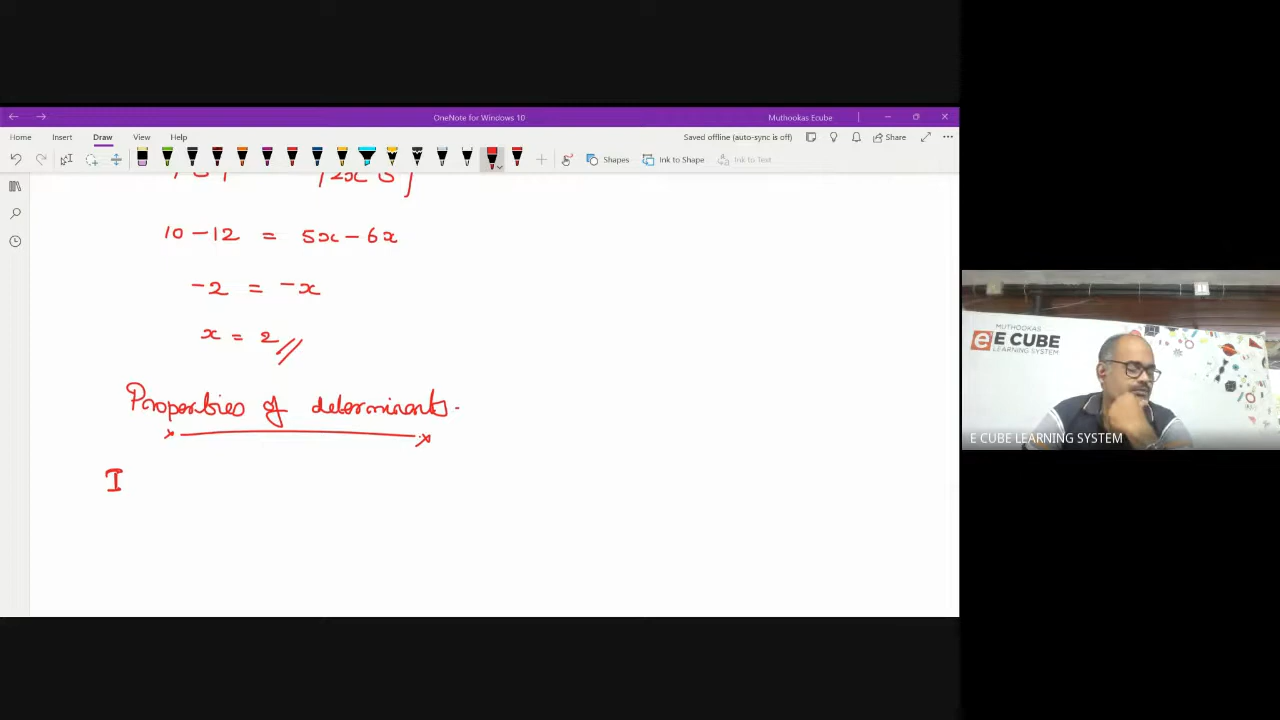 OneNote for Windows 10
Muthookas Ecube
Home Insert Draw View Help
Saved offline (auto-sync is off)
Share
Shapes
Ink to Shape
Ink to Text
10 - 12 = 5x - 6x
-2 = -x
x = 2 //
Properties of determinants.
I
MUTHOOKAS
e E CUBE
LEARNING SYSTEM
E CUBE LEARNING SYSTEM